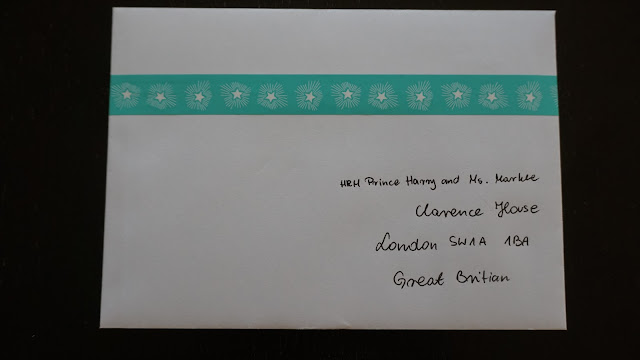 HRH Prince Harry and Ms. Markle
Clarence House
London SW1A 1BA
Great Britian